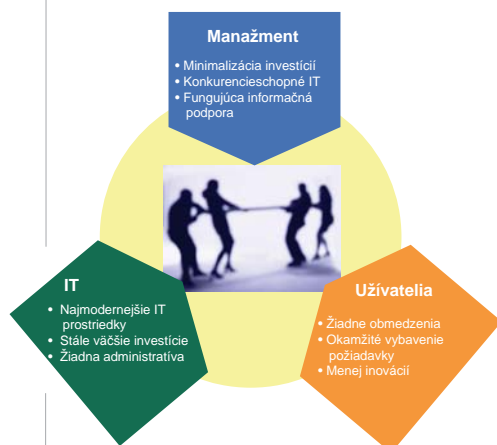 Manažment
• Minimalizácia investícií
• Konkurencieschopné IT
• Fungujúca informačná
podpora
IT
• Najmodernejšie IT
prostriedky
• Stále väčšie investície
• Žiadna administratíva
Užívatelia
• Žiadne obmedzenia
• Okamžité vybavenie
požiadavky
• Menej inovácií